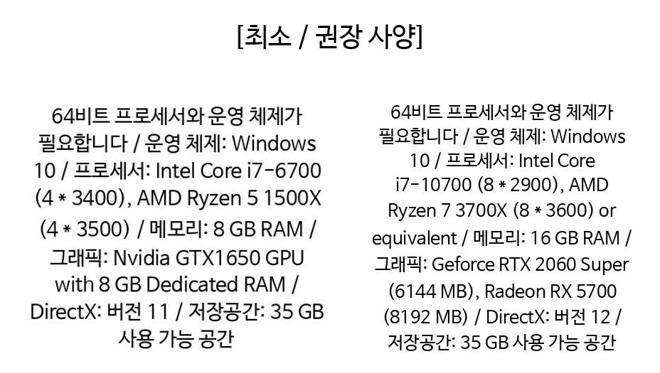 [최소 / 권장 사양]
64비트 프로세서와 운영 체제가
필요합니다 / 운영 체제: Windows
10 / 프로세서: Intel Core i7-6700
(4 * 3400), AMD Ryzen 5 1500X
(4 * 3500) / 메모리: 8 GB RAM /
그래픽: Nvidia GTX1650 GPU
with 8 GB Dedicated RAM /
DirectX: 버전 11 / 저장공간: 35 GB
사용 가능 공간
64비트 프로세서와 운영 체제가
필요합니다 / 운영 체제: Windows
10 / 프로세서: Intel Core
i7-10700 (8 * 2900), AMD
Ryzen 7 3700X (8 * 3600) or
equivalent / 메모리: 16 GB RAM /
그래픽: Geforce RTX 2060 Super
(6144 MB), Radeon RX 5700
(8192 MB) / DirectX: 버전 12 /
저장공간: 35 GB 사용 가능 공간